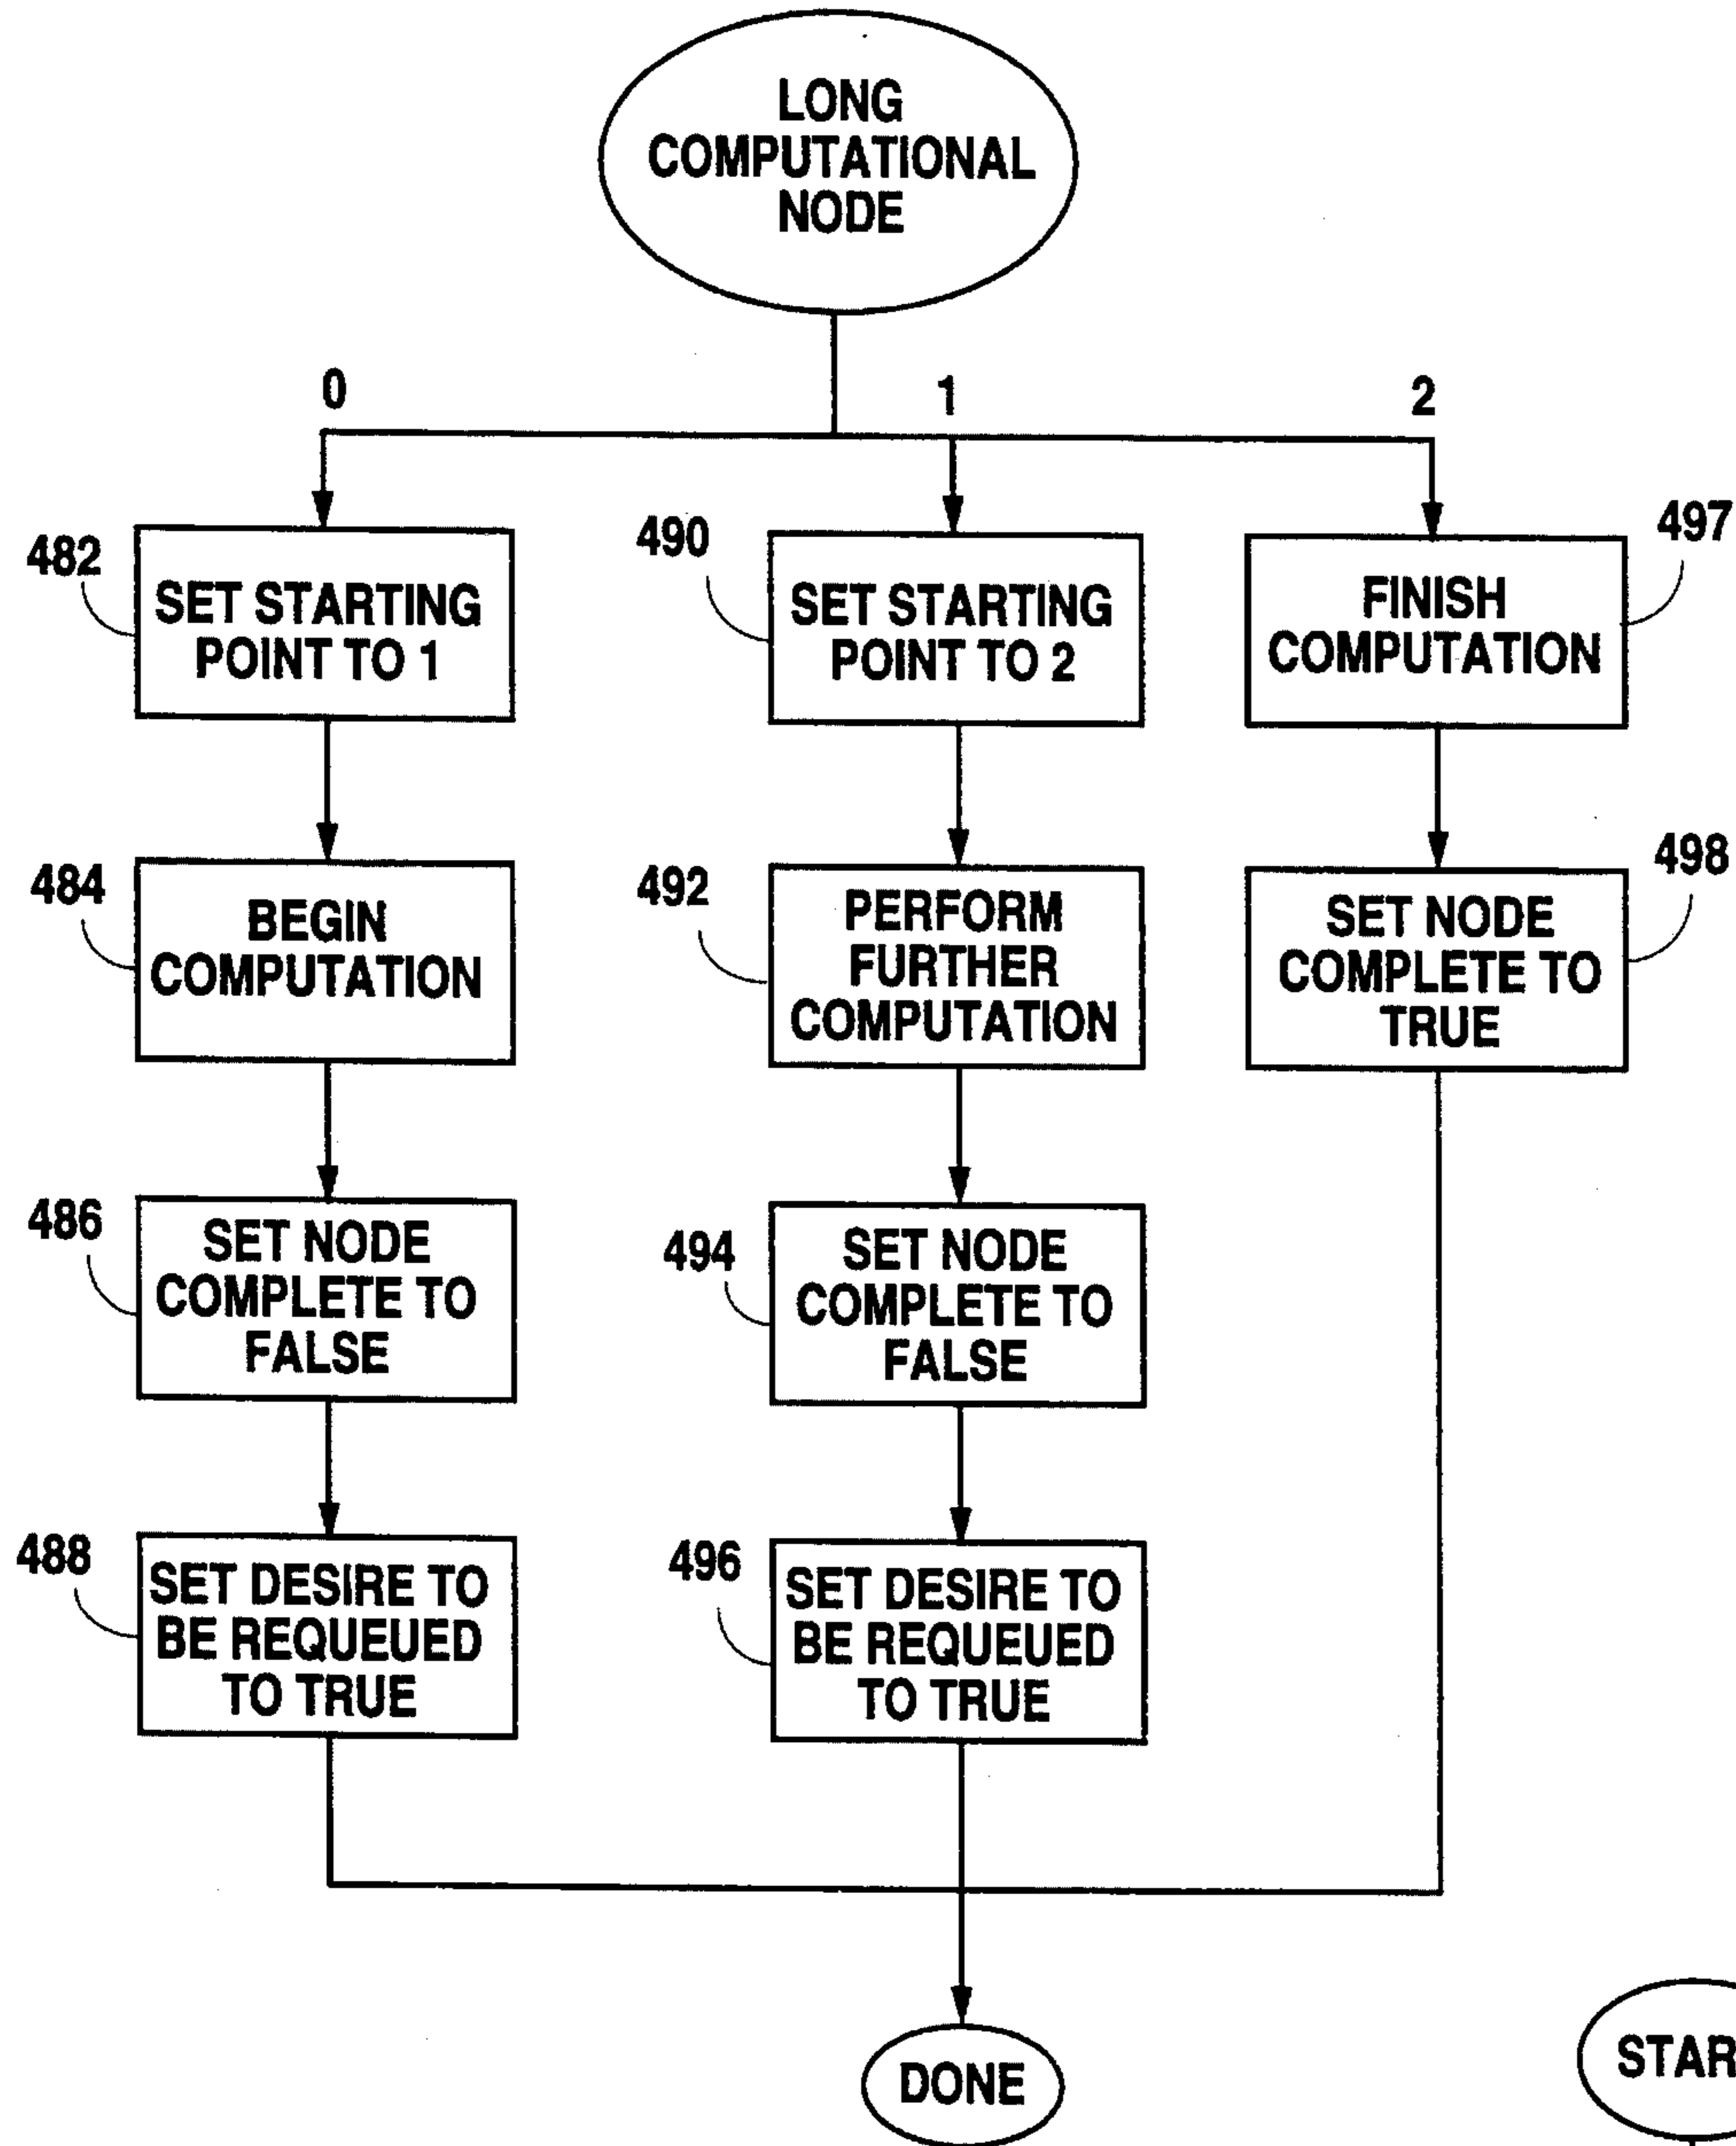 LONG
COMPUTATIONAL
NODE
0
1
2
482
SET STARTING
POINT TO 1
490
SET STARTING
POINT TO 2
497
FINISH
COMPUTATION
484
BEGIN
COMPUTATION
492
PERFORM
FURTHER
COMPUTATION
498
SET NODE
COMPLETE TO
TRUE
486
SET NODE
COMPLETE TO
FALSE
494
SET NODE
COMPLETE TO
FALSE
488
SET DESIRE TO
BE REQUEUED
TO TRUE
496
SET DESIRE TO
BE REQUEUED
TO TRUE
DONE